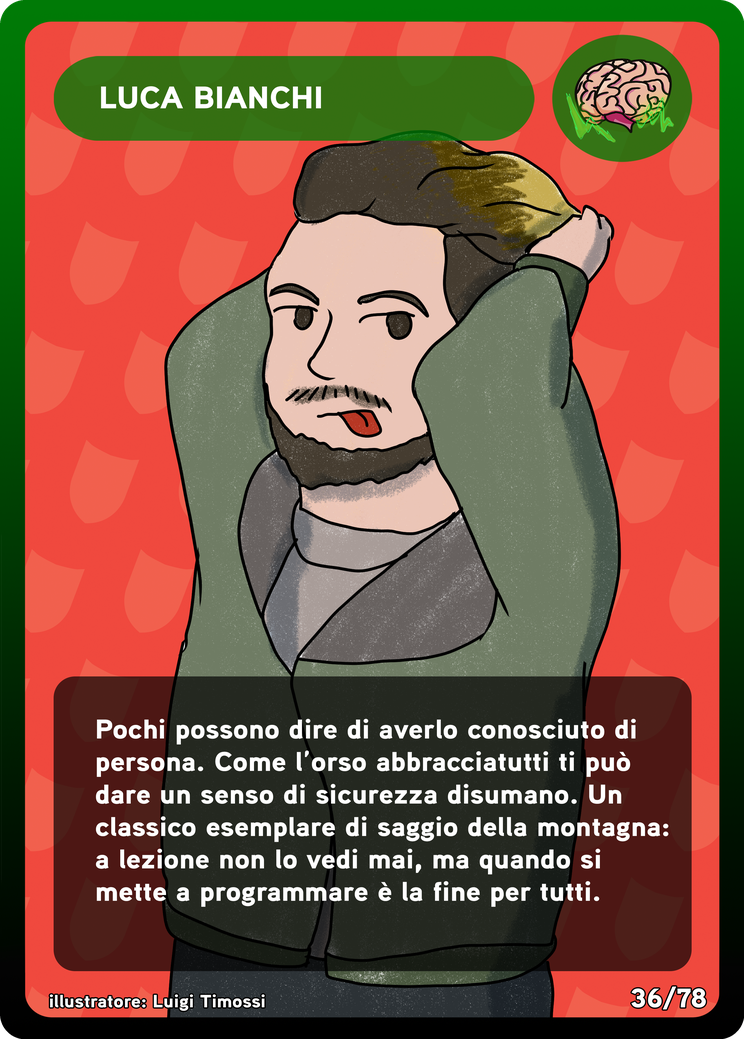 LUCA BIANCHI
Pochi possono dire di averlo conosciuto di
persona. Come l'orso abbracciatutti ti può
dare un senso di sicurezza disumano. Un
classico esemplare di saggio della montagna:
a lezione non lo vedi mai, ma quando si
mette a programmare è la fine per tutti.
illustratore: Luigi Timossi
36/78